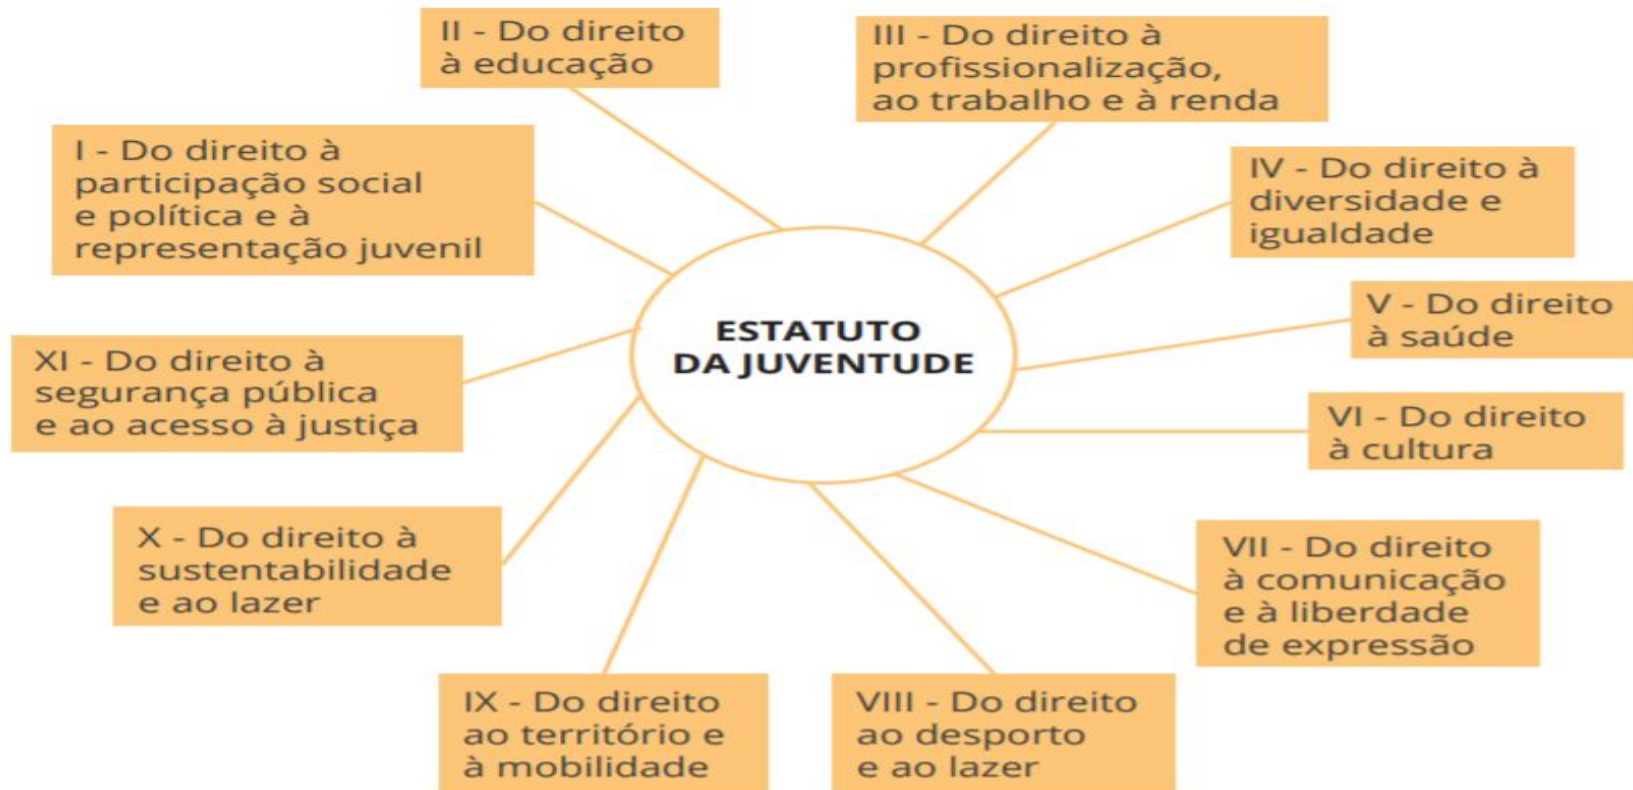 II - Do direito
à educação
III - Do direito à
profissionalização,
ao trabalho e à renda
I - Do direito à
participação social
e política e à
representação juvenil
IV - Do direito à
diversidade e
igualdade
V - Do direito
à saúde
ESTATUTO
DA JUVENTUDE
XI - Do direito à
segurança pública
e ao acesso à justiça
VI - Do direito
à cultura
X - Do direito à
sustentabilidade
e ao lazer
VII - Do direito
à comunicação
e à liberdade
de expressão
IX - Do direito
ao território e
à mobilidade
VIII - Do direito
ao desporto
e ao lazer